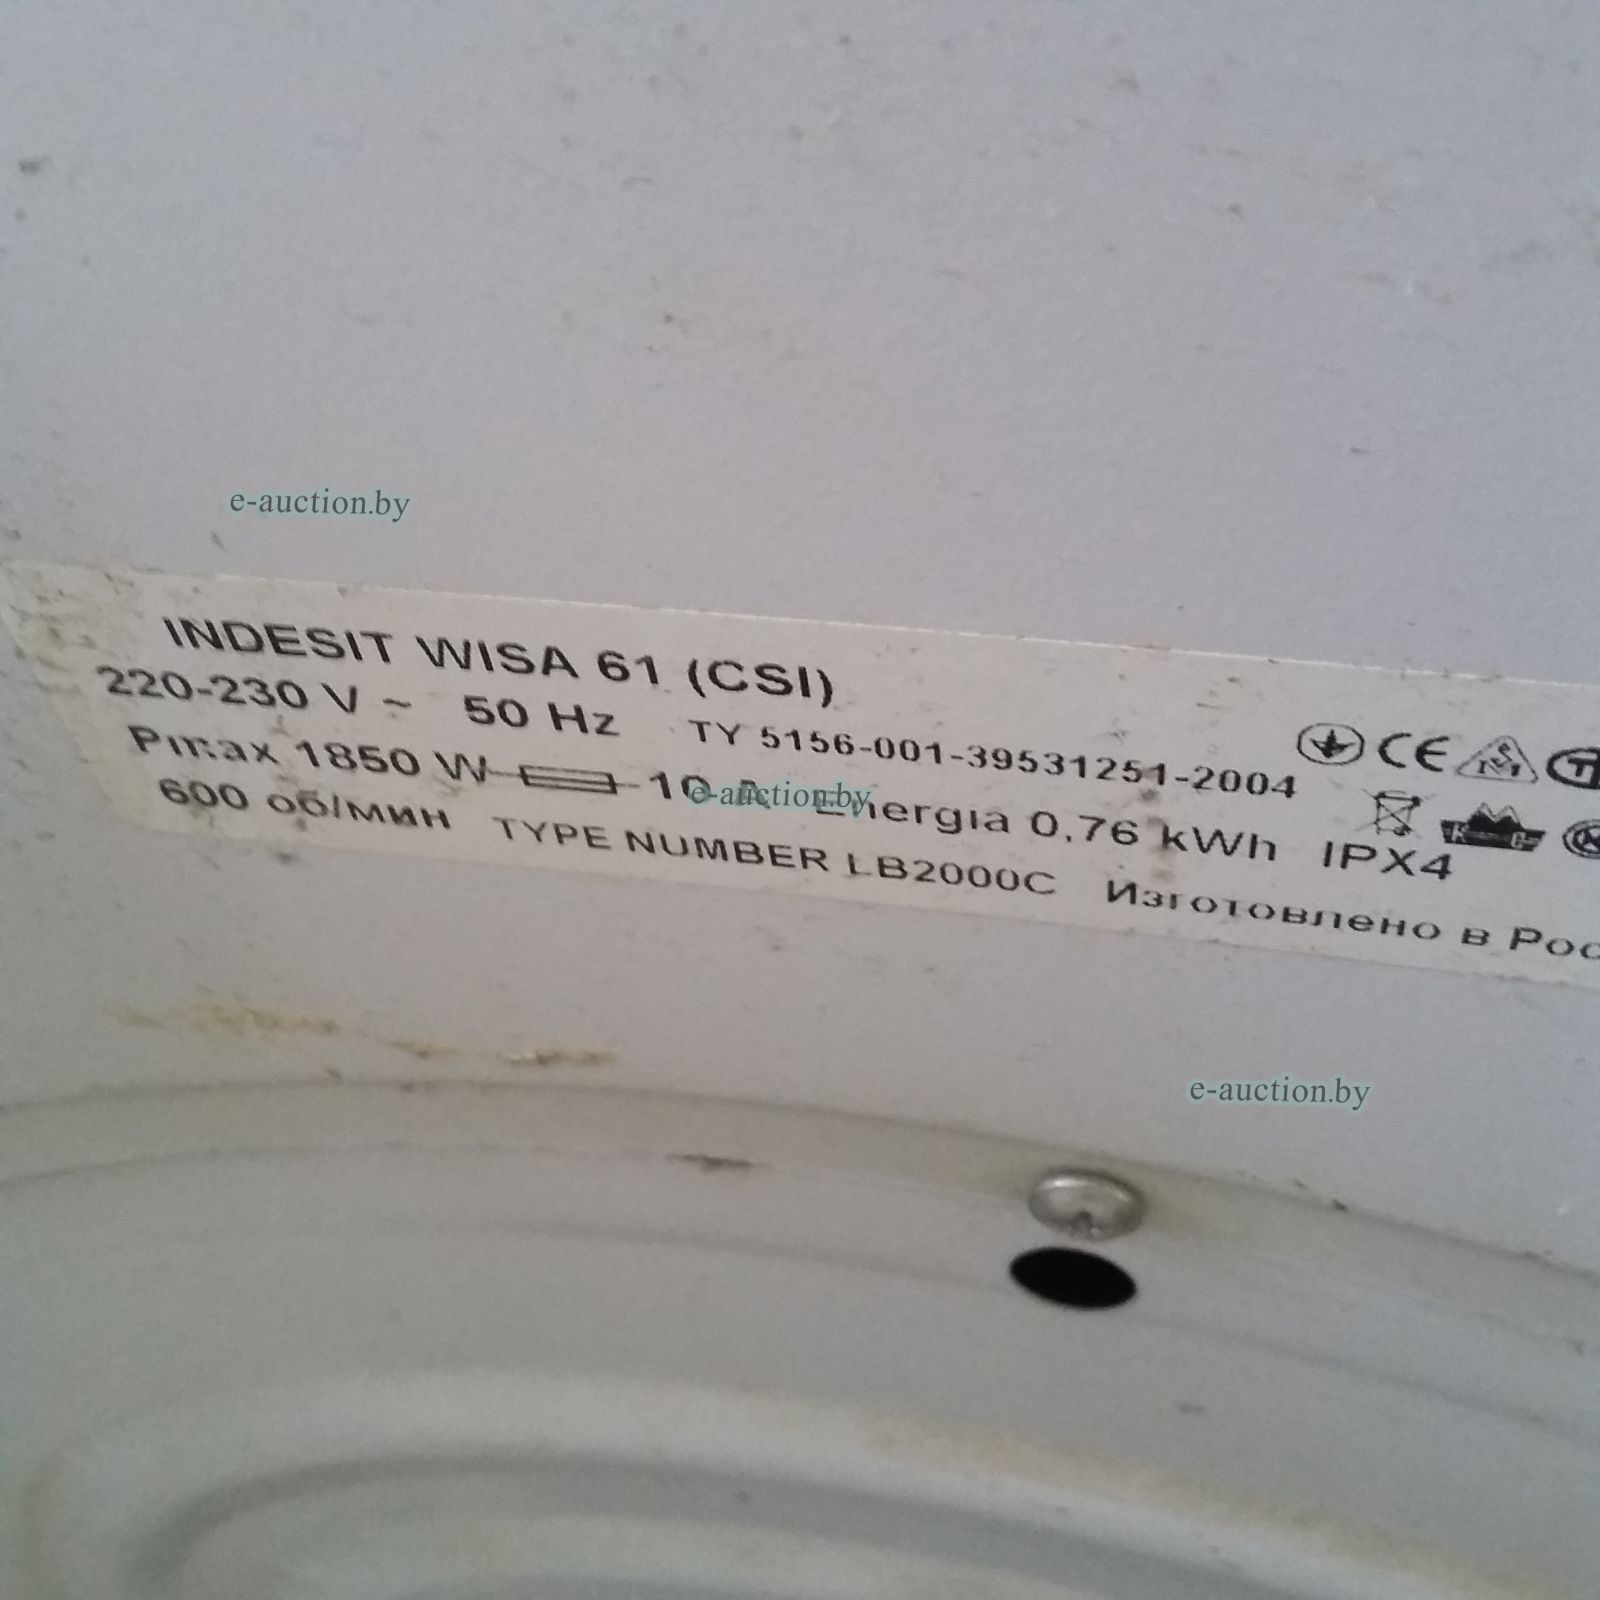 e-auction.by
INDESIT WISA 61 (CSI)
220-230 V ~ 50 Hz TY 5156-001-39531251-2004
Pmax 1850 W 10 A Energia 0,76 kWh IPX4
600 об/мин TYPE NUMBER LB2000C Изготовлено в Рос
e-auction.by
e-auction.by